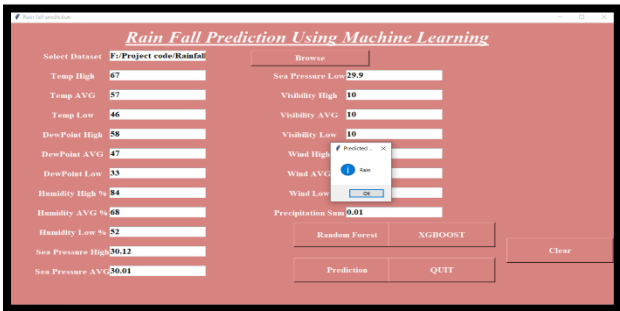 Rain fall prediction
Rain Fall Prediction Using Machine Learning
Select Dataset F:/Project code/Rainfall Browse
Temp High 67 Sea Pressure Low 29.9
Temp AVG 57 Visibility High 10
Temp Low 46 Visibility AVG 10
DewPoint High 58 Visibility Low 10
DewPoint AVG 47 Wind High
DewPoint Low 33 Wind AVG
Humidity High % 84 Wind Low
Humidity AVG % 68 Precipitation Sum 0.01
Humidity Low % 52
Sea Pressure High 30.12
Sea Pressure AVG 30.01
Predicted ...
Rain
OK
Random Forest XGBOOST
Clear
Prediction QUIT